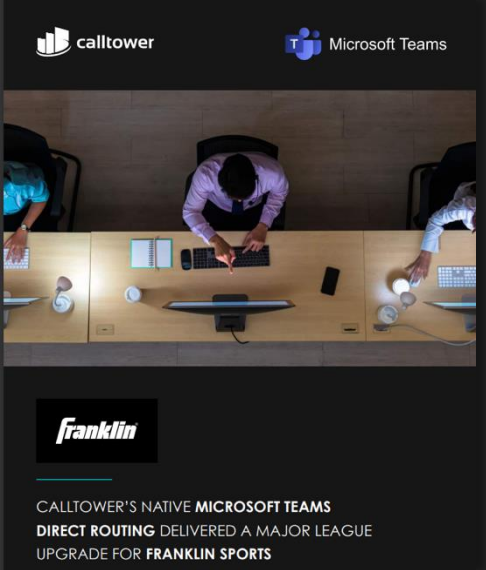 calltower
T
Microsoft Teams
franklin
CALLTOWER'S NATIVE MICROSOFT TEAMS
DIRECT ROUTING DELIVERED A MAJOR LEAGUE
UPGRADE FOR FRANKLIN SPORTS